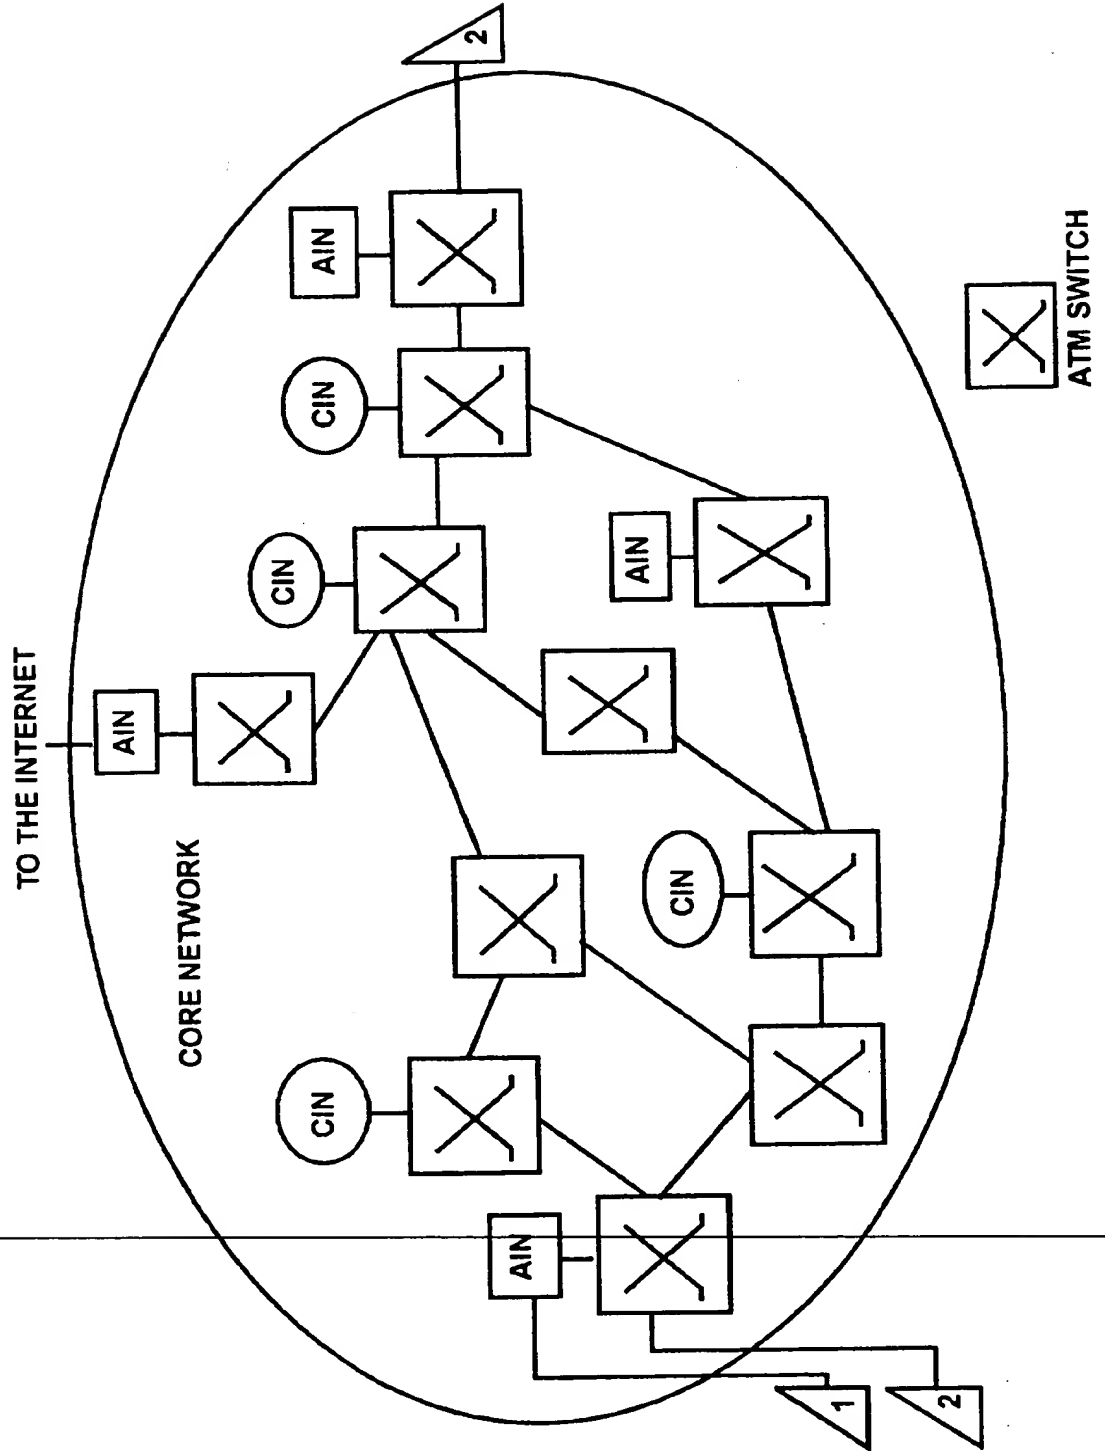 TO THE INTERNET
AIN
CORE NETWORK
CIN
CIN
CIN
AIN
2
AIN
AIN
CIN
1
2
ATM SWITCH